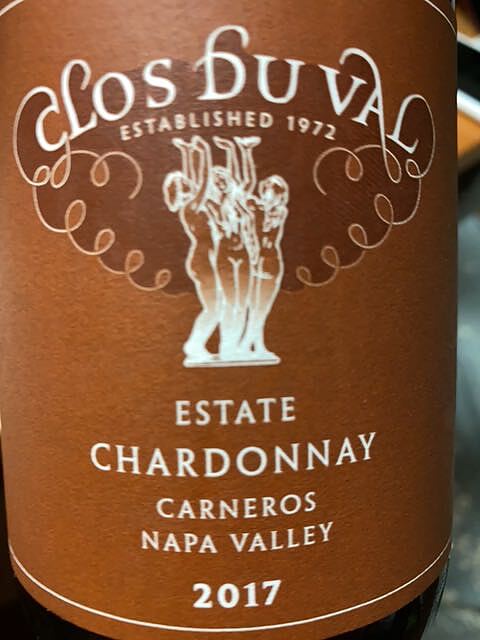 CLOS DU VAL
ESTABLISHED 1972
ESTATE
CHARDONNAY
CARNEROS
NAPA VALLEY
2017